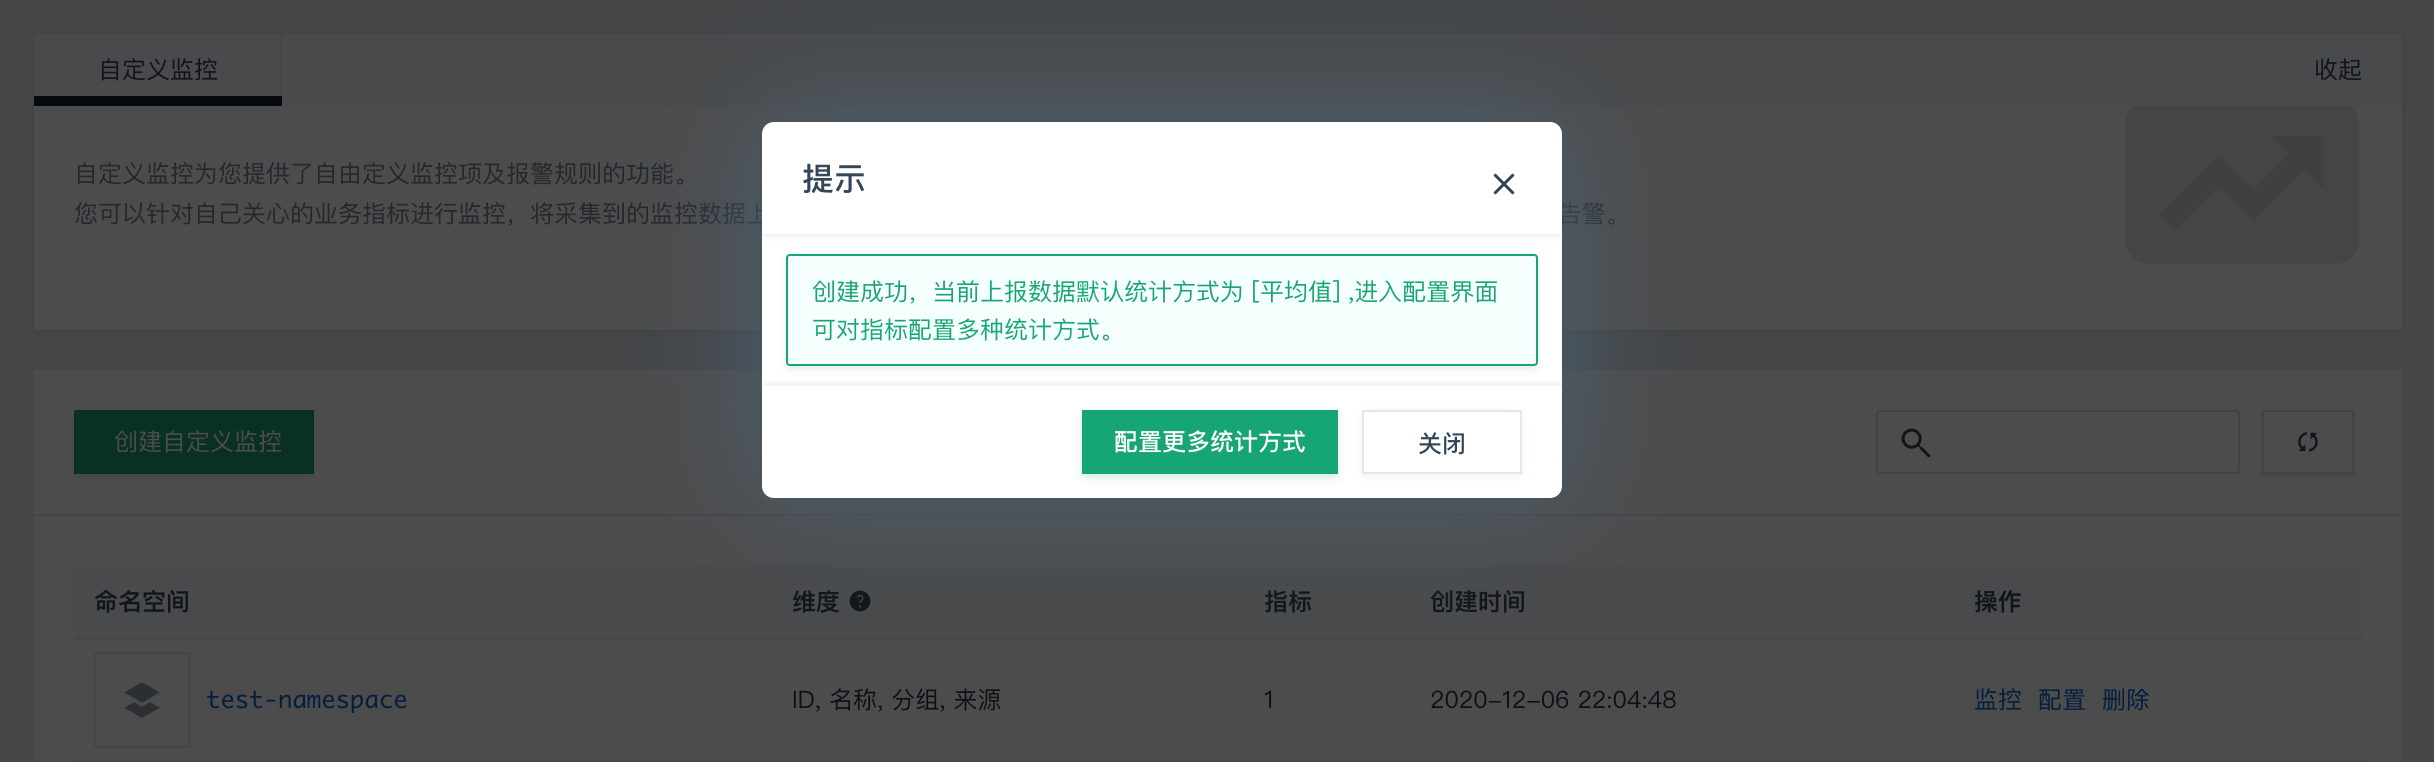 自定义监控
收起
自定义监控为您提供了自由定义监控项及报警规则的功能。
您可以针对自己关心的业务指标进行监控，将采集到的监控数据上
告警。
提示
创建成功，当前上报数据默认统计方式为 [平均值] ,进入配置界面
可对指标配置多种统计方式。
配置更多统计方式
关闭
创建自定义监控
命名空间 维度 ? 指标 创建时间 操作
test-namespace ID, 名称, 分组, 来源 1 2020-12-06 22:04:48 监控 配置 删除